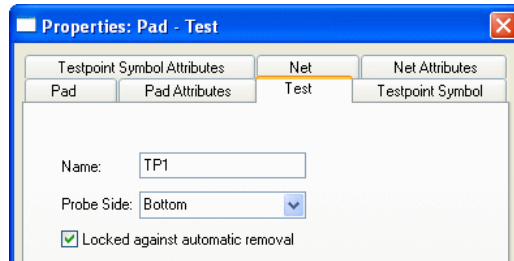 Properties: Pad - Test
Testpoint Symbol Attributes Net Net Attributes
Pad Pad Attributes Test Testpoint Symbol
Name: TP1
Probe Side: Bottom
Locked against automatic removal